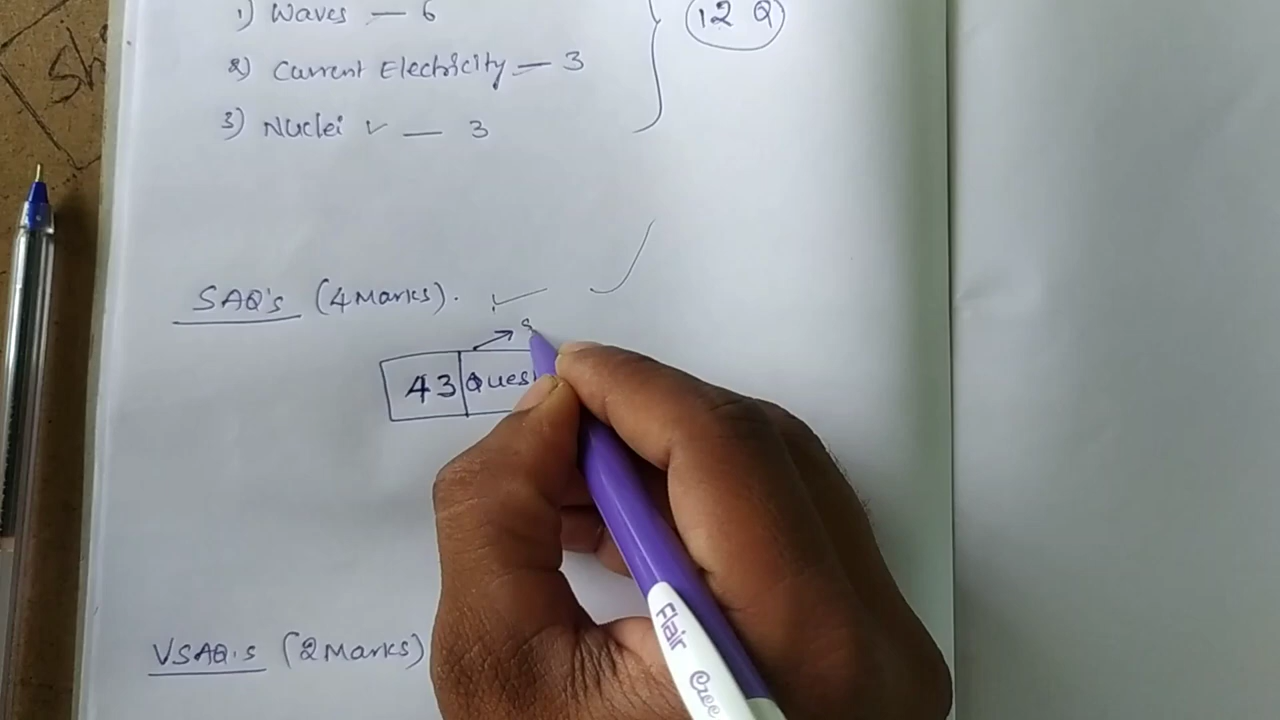 1) Waves — 6
12 Q
2) Current Electricity — 3
3) Nuclei ✓ — 3
SAQ's (4 Marks).
43 Ques
VSAQ's (2 Marks)
Flair